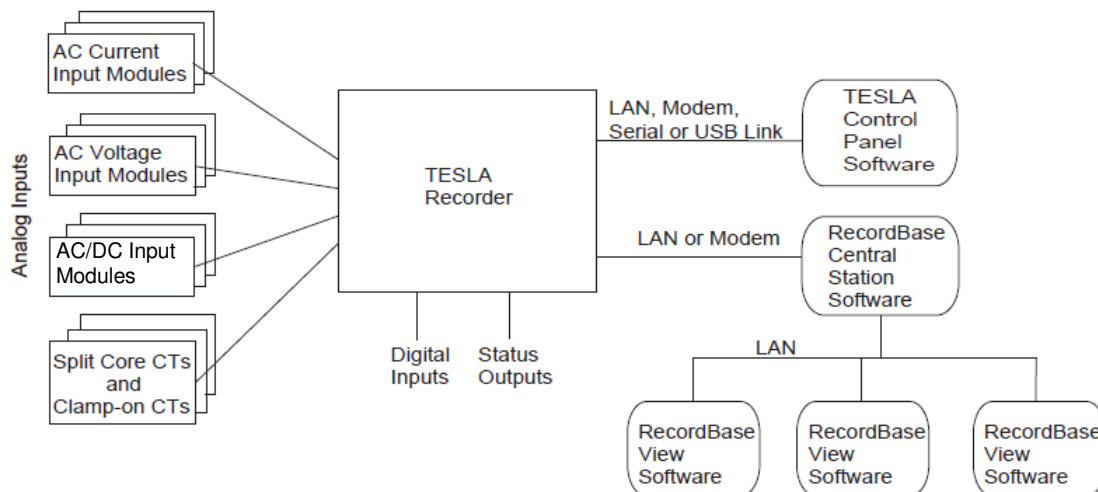 Analog Inputs
AC Current
Input Modules
AC Voltage
Input Modules
AC/DC Input
Modules
Split Core CTs
and
Clamp-on CTs
TESLA
Recorder
Digital
Inputs
Status
Outputs
LAN, Modem,
Serial or USB Link
TESLA
Control
Panel
Software
LAN or Modem
RecordBase
Central
Station
Software
LAN
RecordBase
View
Software
RecordBase
View
Software
RecordBase
View
Software